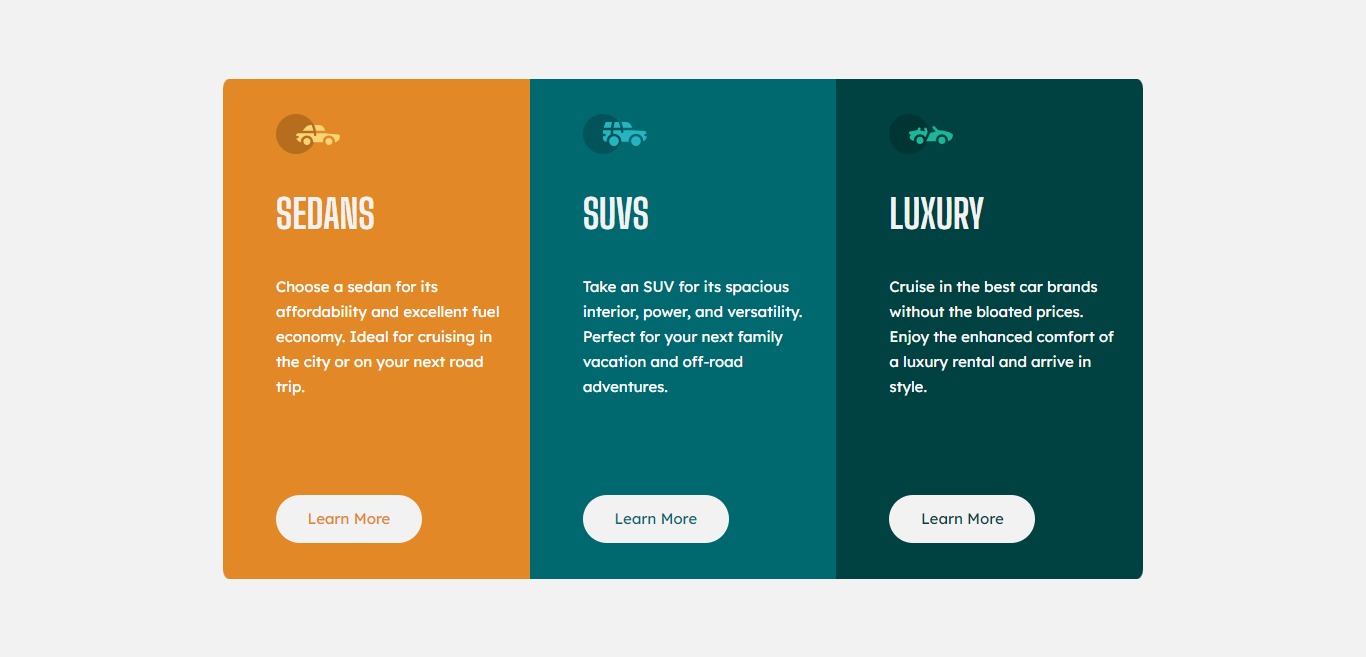 SEDANS
Choose a sedan for its
affordability and excellent fuel
economy. Ideal for cruising in
the city or on your next road
trip.
Learn More
SUVS
Take an SUV for its spacious
interior, power, and versatility.
Perfect for your next family
vacation and off-road
adventures.
Learn More
LUXURY
Cruise in the best car brands
without the bloated prices.
Enjoy the enhanced comfort of
a luxury rental and arrive in
style.
Learn More